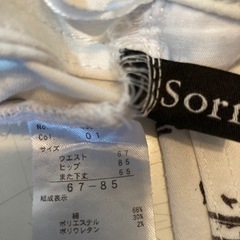 No.
Col. 01
サイズ
ウエスト 67
ヒップ 85
また下丈 65
67-85
組成表示
綿 68%
ポリエステル 30%
ポリウレタン 2%
Sorr